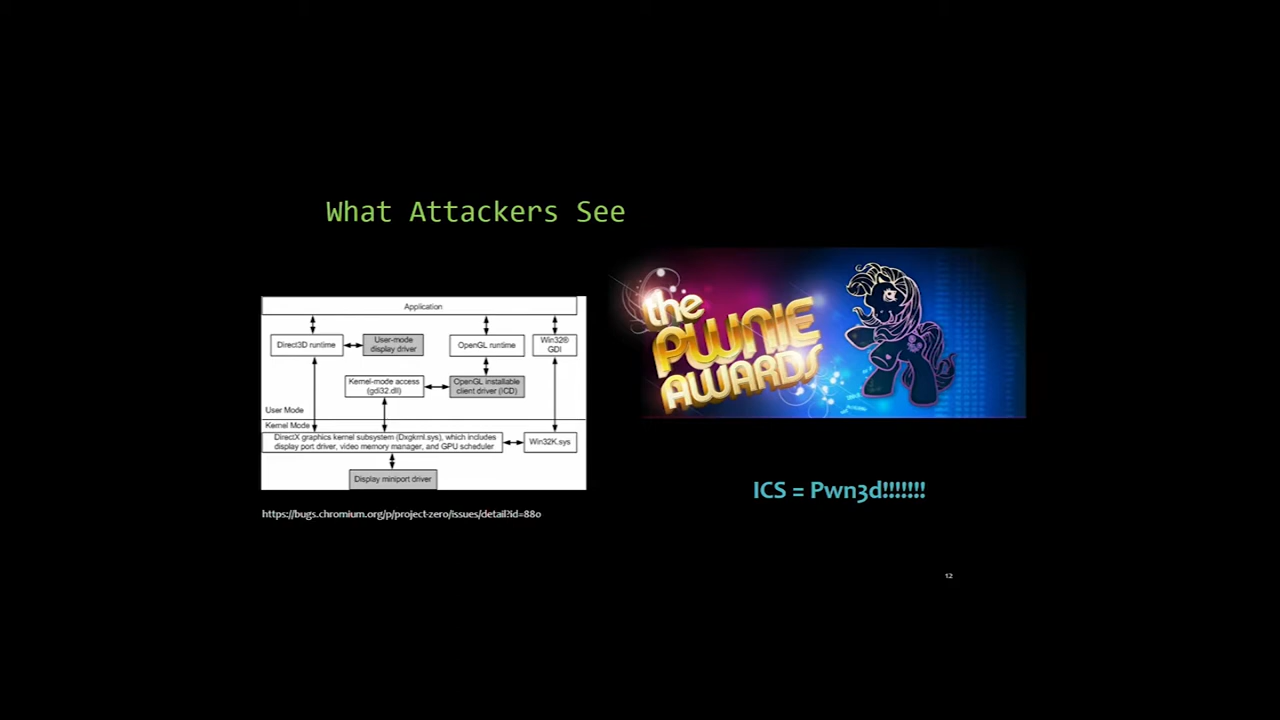 What Attackers See
Application
Direct3D runtime
User-mode
display driver
OpenGL runtime
Win32®
GDI
Kernel-mode access
(gdi32.dll)
OpenGL installable
client driver (ICD)
User Mode
Kernel Mode
DirectX graphics kernel subsystem (Dxgkrnl.sys), which includes
display port driver, video memory manager, and GPU scheduler
Win32K.sys
Display miniport driver
https://bugs.chromium.org/p/project-zero/issues/detail?id=880
the
PWNIE
AWARDS
ICS = Pwn3d!!!!!!!
12